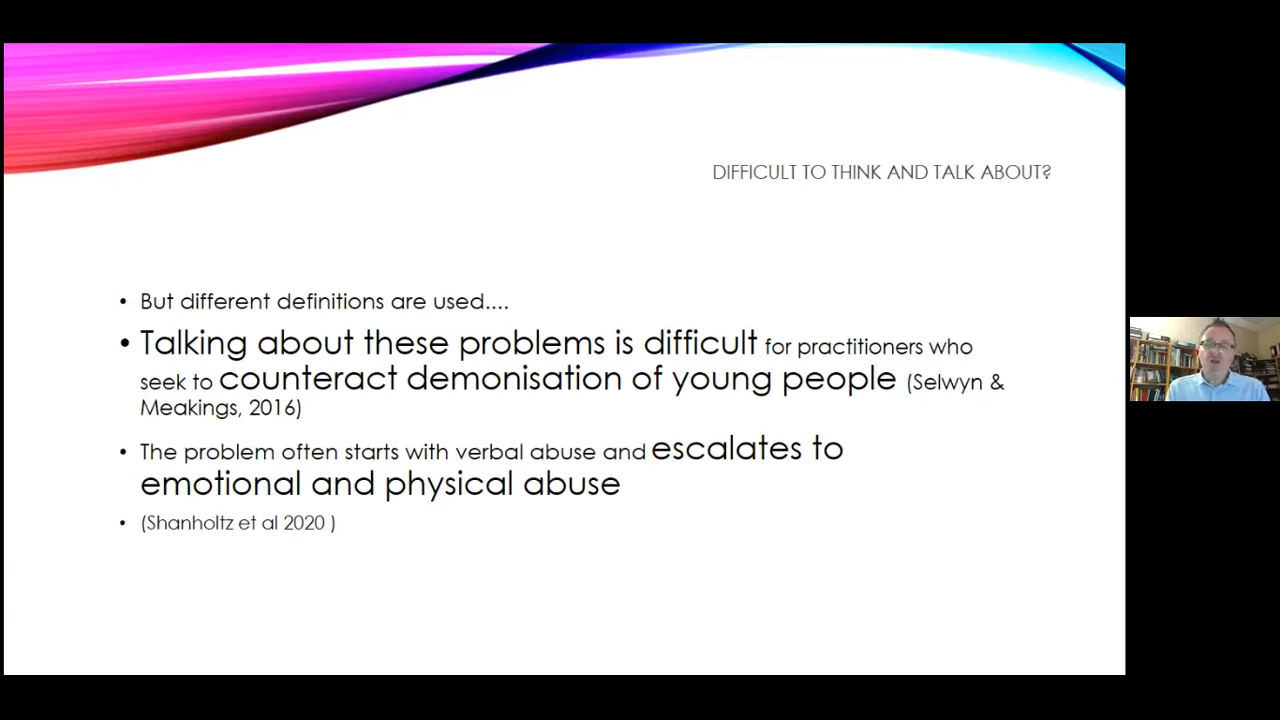 DIFFICULT TO THINK AND TALK ABOUT?
• But different definitions are used....
• Talking about these problems is difficult for practitioners who
seek to counteract demonisation of young people (Selwyn &
Meakings, 2016)
• The problem often starts with verbal abuse and escalates to
emotional and physical abuse
• (Shanholtz et al 2020 )